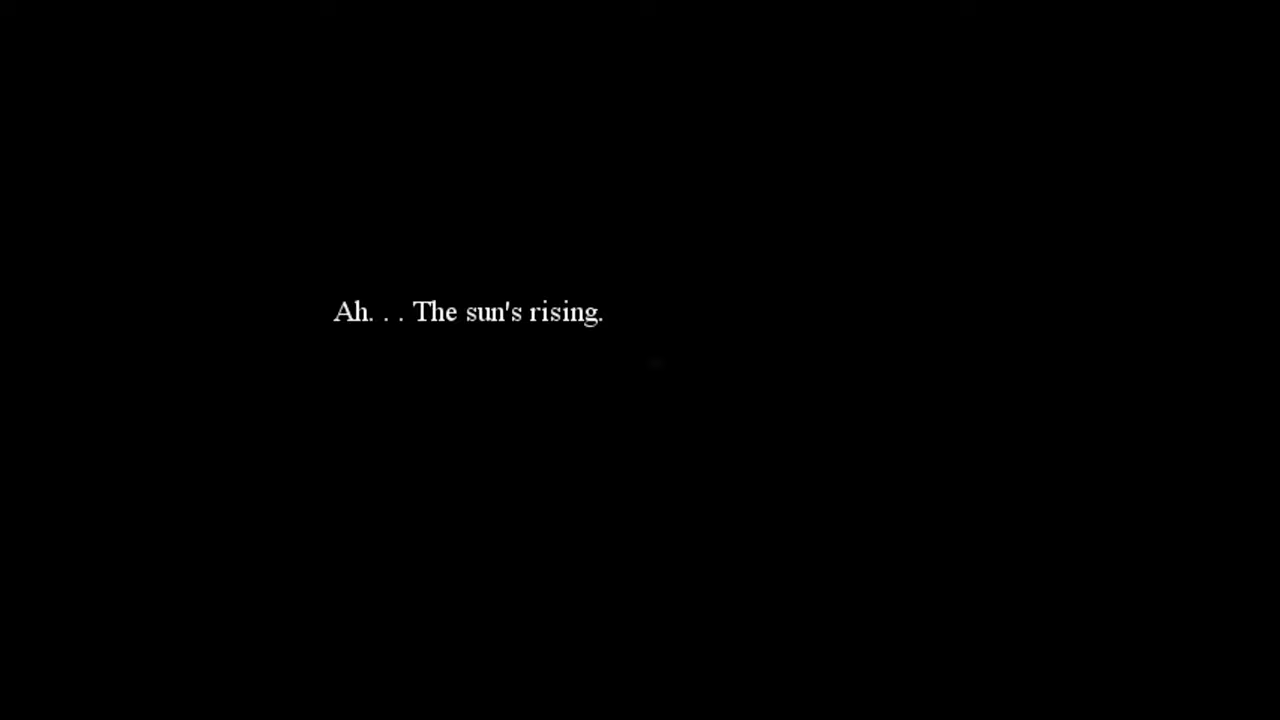 Ah. . . The sun's rising.